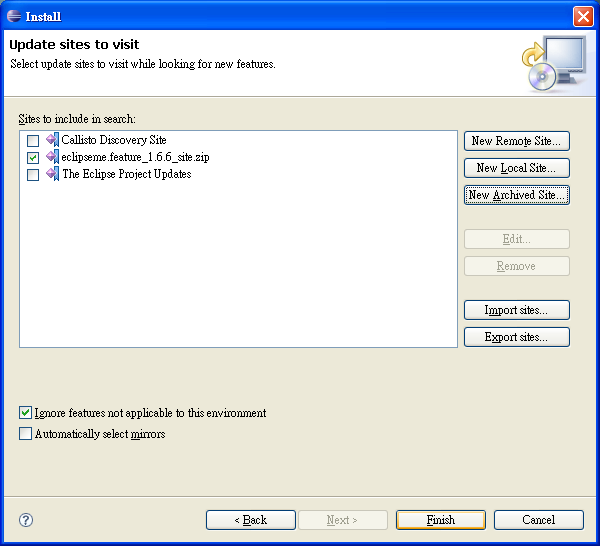 Install
Update sites to visit
Select update sites to visit while looking for new features.
Sites to include in search:
Callisto Discovery Site
eclipseme.feature_1.6.6_site.zip
The Eclipse Project Updates
New Remote Site...
New Local Site...
New Archived Site...
Edit...
Remove
Import sites...
Export sites...
Ignore features not applicable to this environment
Automatically select mirrors
?
< Back
Next >
Finish
Cancel